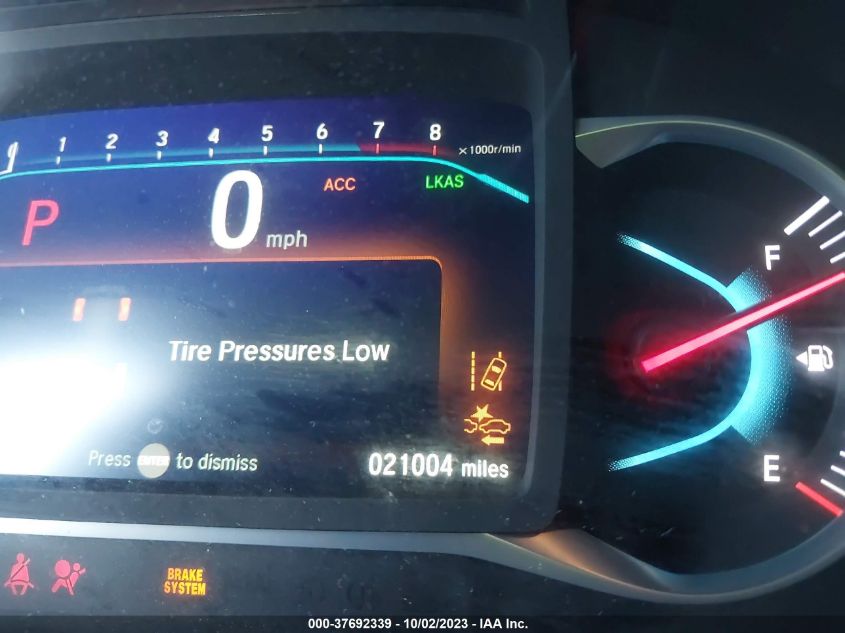 1 2 3 4 5 6 7 8 ×1000r/min
P 0 mph ACC LKAS
F
Tire Pressures Low
Press ENTER to dismiss
021004 miles
E
BRAKE
SYSTEM
000-37692339 - 10/02/2023 - IAA Inc.